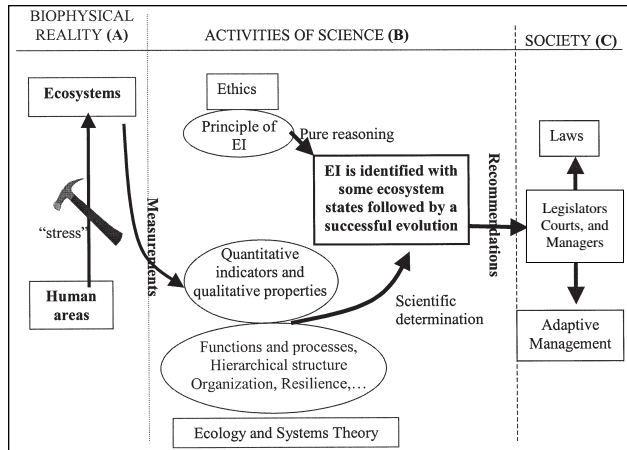 BIOPHYSICAL
REALITY (A)
ACTIVITIES OF SCIENCE (B)
SOCIETY (C)
Ecosystems
"stress"
Human
areas
Measurements
Ethics
Principle of
EI
Pure reasoning
EI is identified with
some ecosystem
states followed by a
successful evolution
Quantitative
indicators and
qualitative properties
Scientific
determination
Functions and processes,
Hierarchical structure
Organization, Resilience,...
Ecology and Systems Theory
Recommendations
Laws
Legislators
Courts, and
Managers
Adaptive
Management